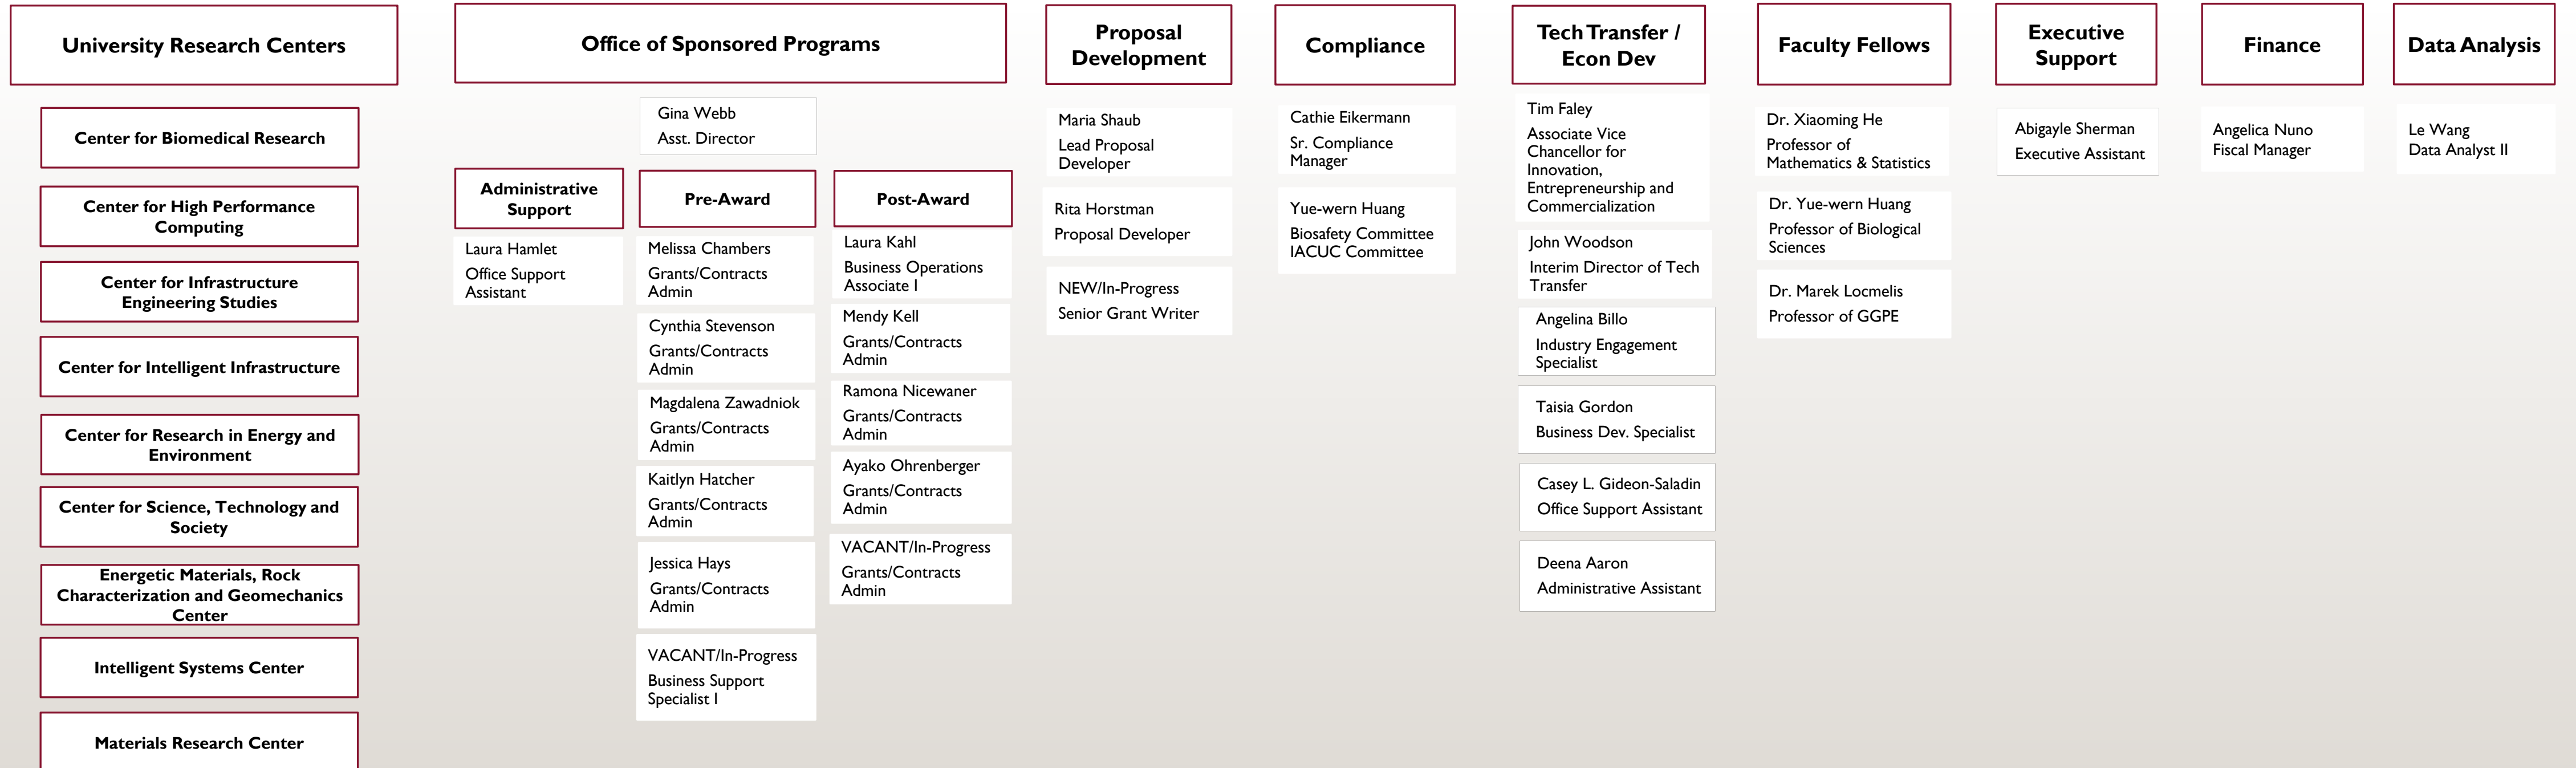 University Research Centers
Center for Biomedical Research
Center for High Performance
Computing
Center for Infrastructure
Engineering Studies
Center for Intelligent Infrastructure
Center for Research in Energy and
Environment
Center for Science, Technology and
Society
Energetic Materials, Rock
Characterization and Geomechanics
Center
Intelligent Systems Center
Materials Research Center
Office of Sponsored Programs
Gina Webb
Asst. Director
Administrative
Support
Laura Hamlet
Office Support
Assistant
Pre-Award
Melissa Chambers
Grants/Contracts
Admin
Cynthia Stevenson
Grants/Contracts
Admin
Magdalena Zawadniok
Grants/Contracts
Admin
Kaitlyn Hatcher
Grants/Contracts
Admin
Jessica Hays
Grants/Contracts
Admin
VACANT/In-Progress
Business Support
Specialist I
Post-Award
Laura Kahl
Business Operations
Associate I
Mendy Kell
Grants/Contracts
Admin
Ramona Nicewaner
Grants/Contracts
Admin
Ayako Ohrenberger
Grants/Contracts
Admin
VACANT/In-Progress
Grants/Contracts
Admin
Proposal
Development
Maria Shaub
Lead Proposal
Developer
Rita Horstman
Proposal Developer
NEW/In-Progress
Senior Grant Writer
Compliance
Cathie Eikermann
Sr. Compliance
Manager
Yue-wern Huang
Biosafety Committee
IACUC Committee
Tech Transfer /
Econ Dev
Tim Faley
Associate Vice
Chancellor for
Innovation,
Entrepreneurship and
Commercialization
John Woodson
Interim Director of Tech
Transfer
Angelina Billo
Industry Engagement
Specialist
Taisia Gordon
Business Dev. Specialist
Casey L. Gideon-Saladin
Office Support Assistant
Deena Aaron
Administrative Assistant
Faculty Fellows
Dr. Xiaoming He
Professor of
Mathematics & Statistics
Dr. Yue-wern Huang
Professor of Biological
Sciences
Dr. Marek Locmelis
Professor of GGPE
Executive
Support
Abigayle Sherman
Executive Assistant
Finance
Angelica Nuno
Fiscal Manager
Data Analysis
Le Wang
Data Analyst II